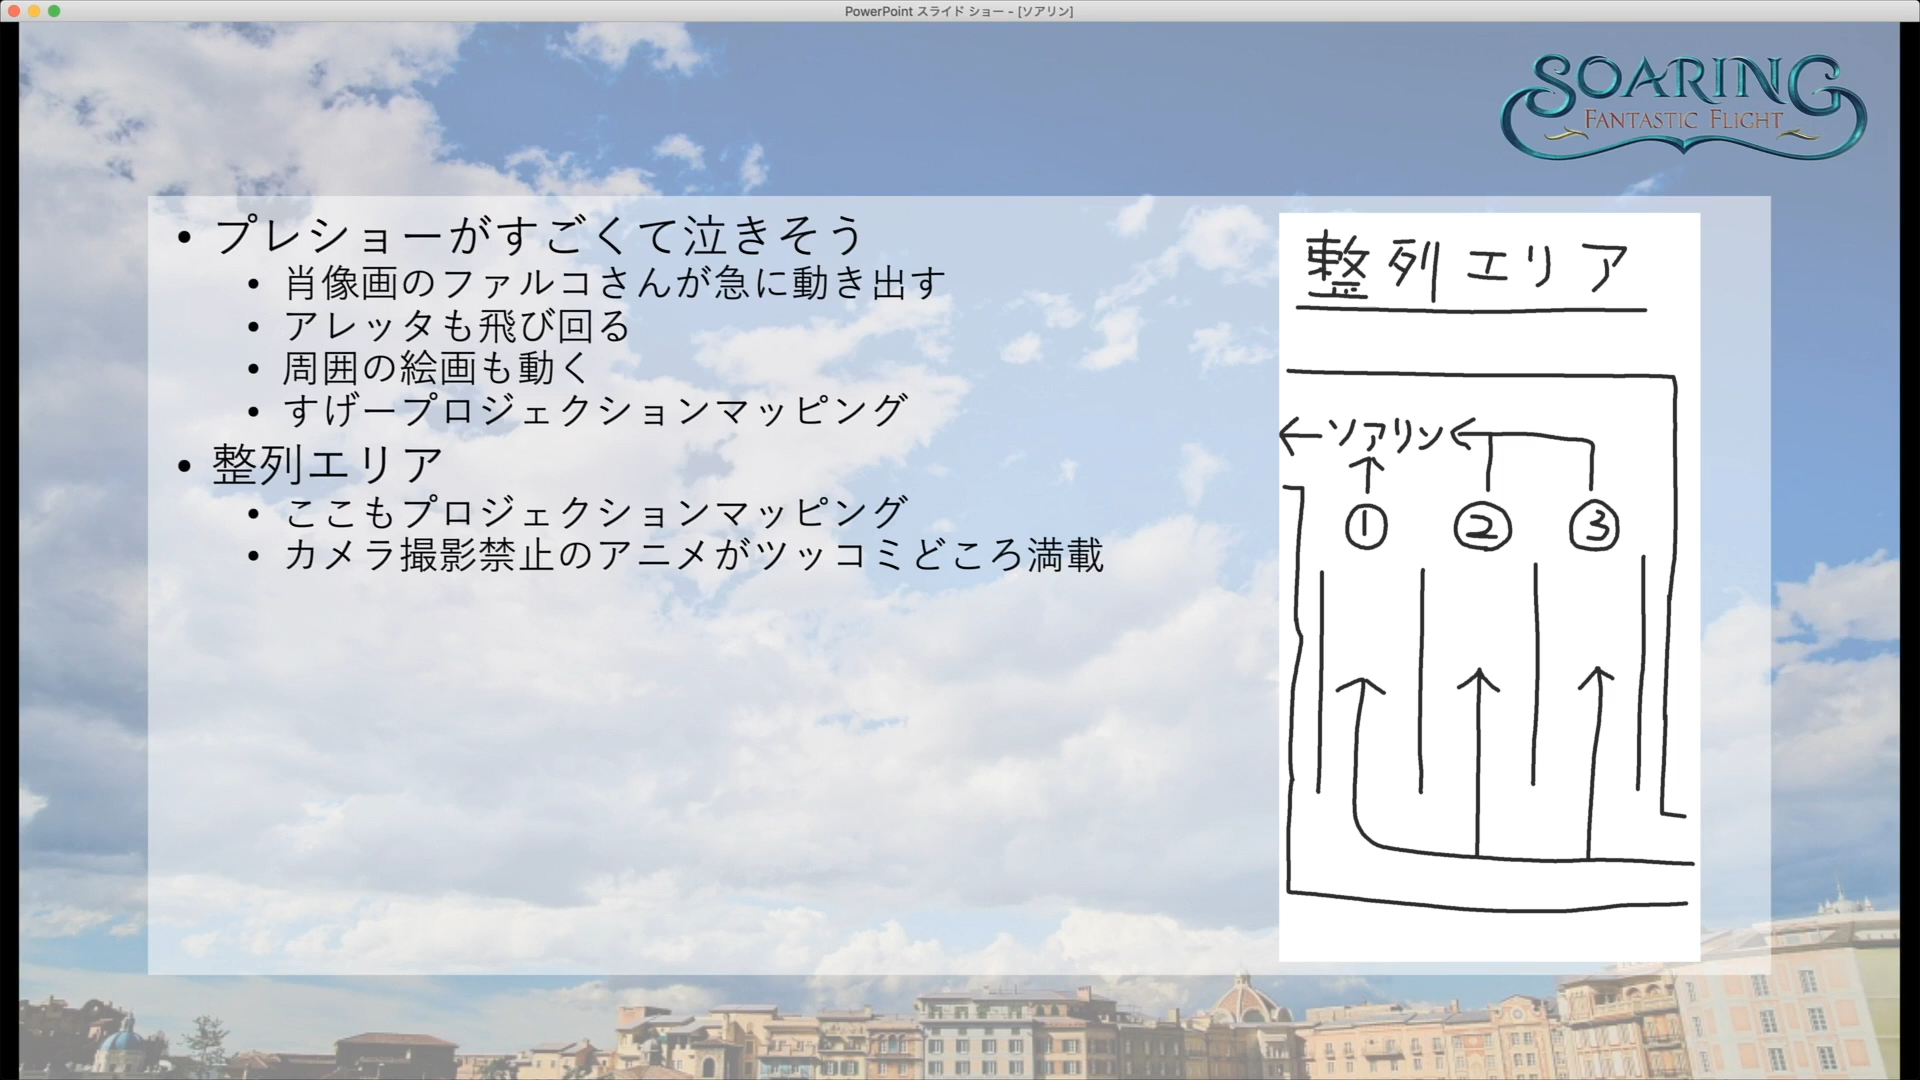 PowerPoint スライド ショー - [ソアリン]
SOARING
FANTASTIC FLIGHT
• プレショーがすごくて泣きそう
• 肖像画のファルコさんが急に動き出す
• アレッタも飛び回る
• 周囲の絵画も動く
• すげープロジェクションマッピング
• 整列エリア
• ここもプロジェクションマッピング
• カメラ撮影禁止のアニメがツッコミどころ満載
整列エリア
←ソアリン←
① ② ③